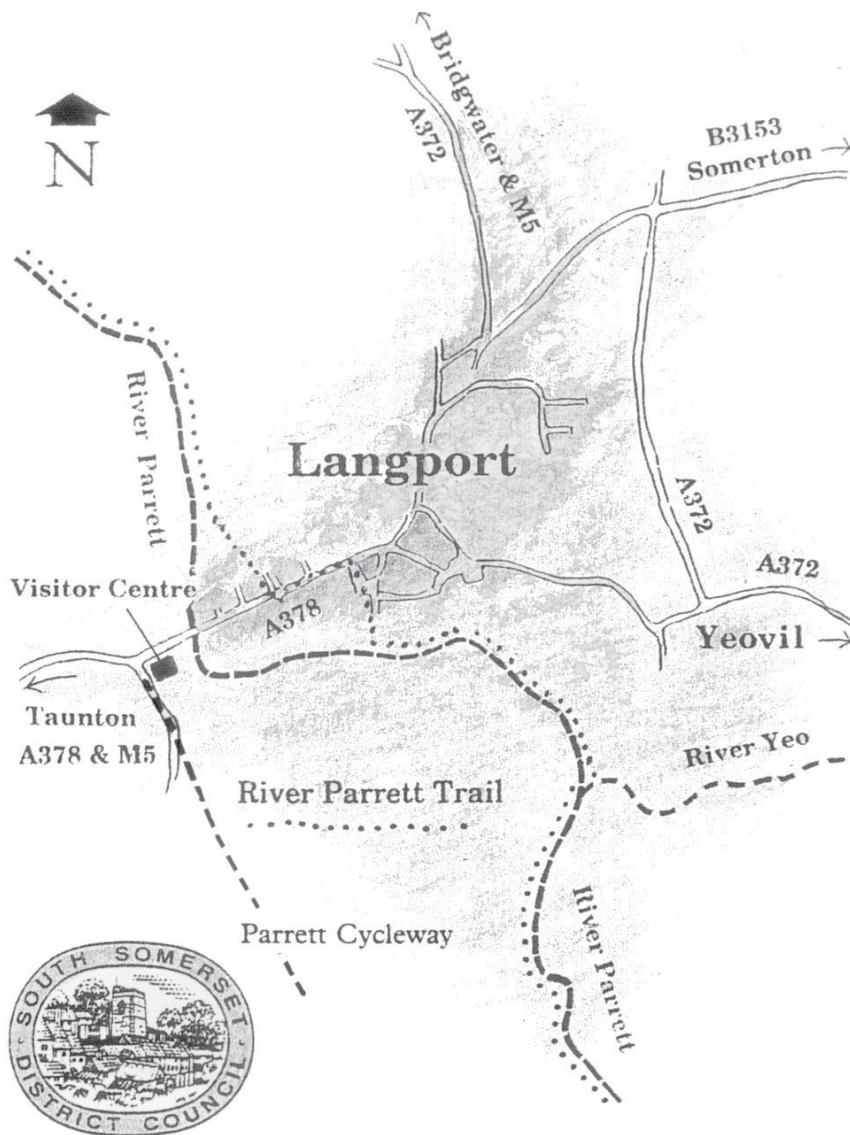 Bridgwater & M5
A372
B3153
Somerton
N
River Parrett
Langport
A372
A372
Visitor Centre
A378
Yeovil
Taunton
A378 & M5
River Yeo
River Parrett Trail
River Parrett
Parrett Cycleway
SOUTH SOMERSET
DISTRICT COUNCIL